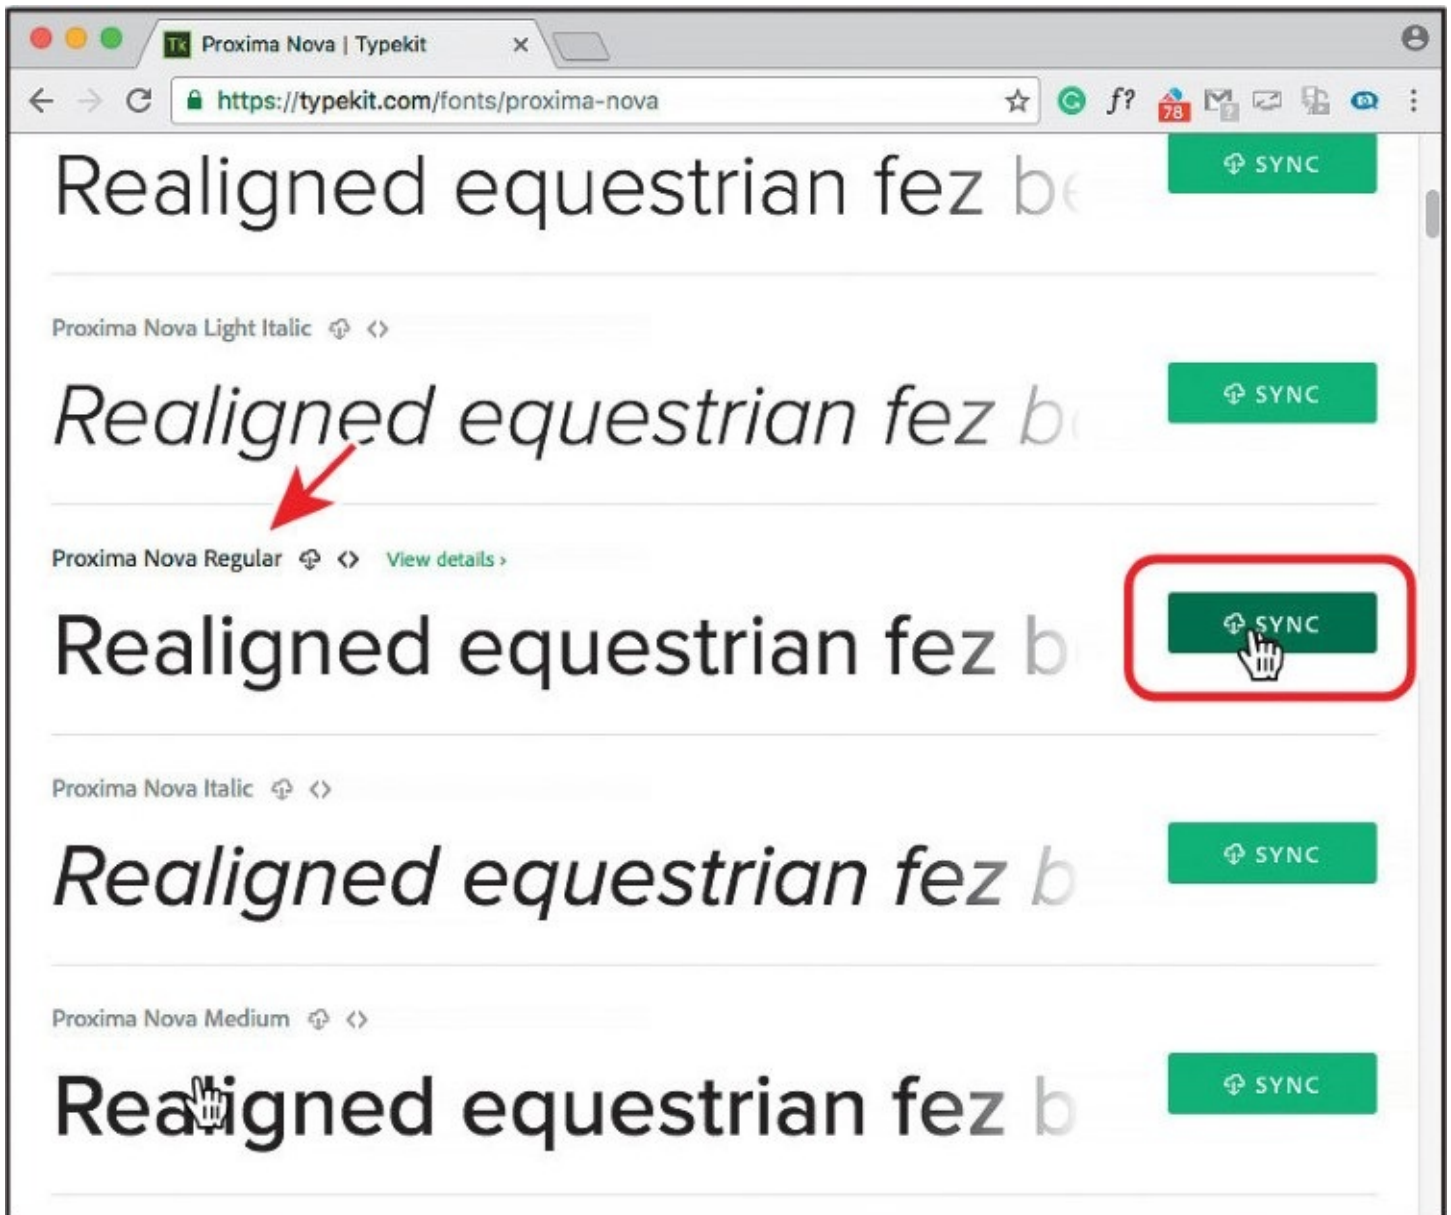 Proxima Nova | Typekit
https://typekit.com/fonts/proxima-nova
f?
78
?
Realigned equestrian fez be
SYNC
Proxima Nova Light Italic <>
Realigned equestrian fez b
SYNC
Proxima Nova Regular <> View details ›
Realigned equestrian fez b
SYNC
Proxima Nova Italic <>
Realigned equestrian fez b
SYNC
Proxima Nova Medium <>
Realigned equestrian fez b
SYNC